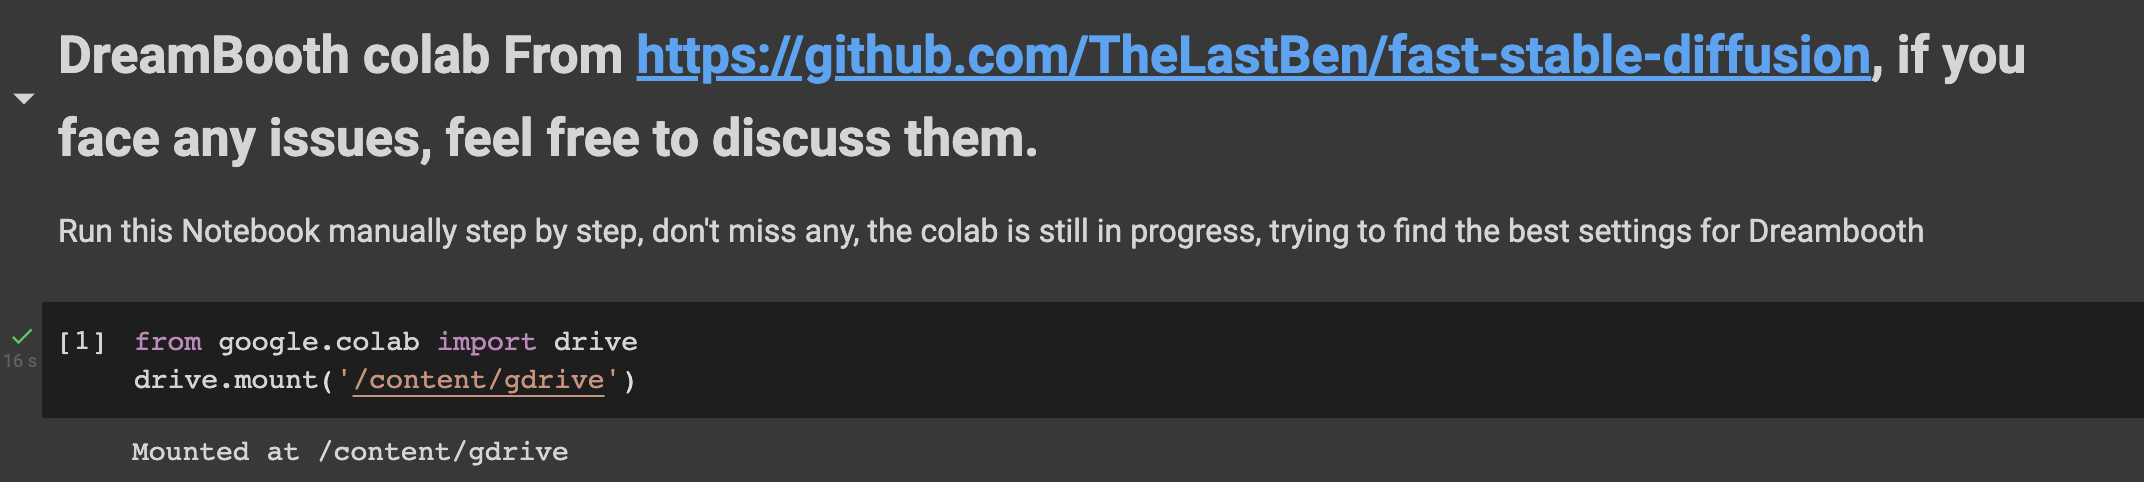 DreamBooth colab From https://github.com/TheLastBen/fast-stable-diffusion, if you
face any issues, feel free to discuss them.
Run this Notebook manually step by step, don't miss any, the colab is still in progress, trying to find the best settings for Dreambooth
[1] from google.colab import drive
16 s
drive.mount('/content/gdrive')
Mounted at /content/gdrive